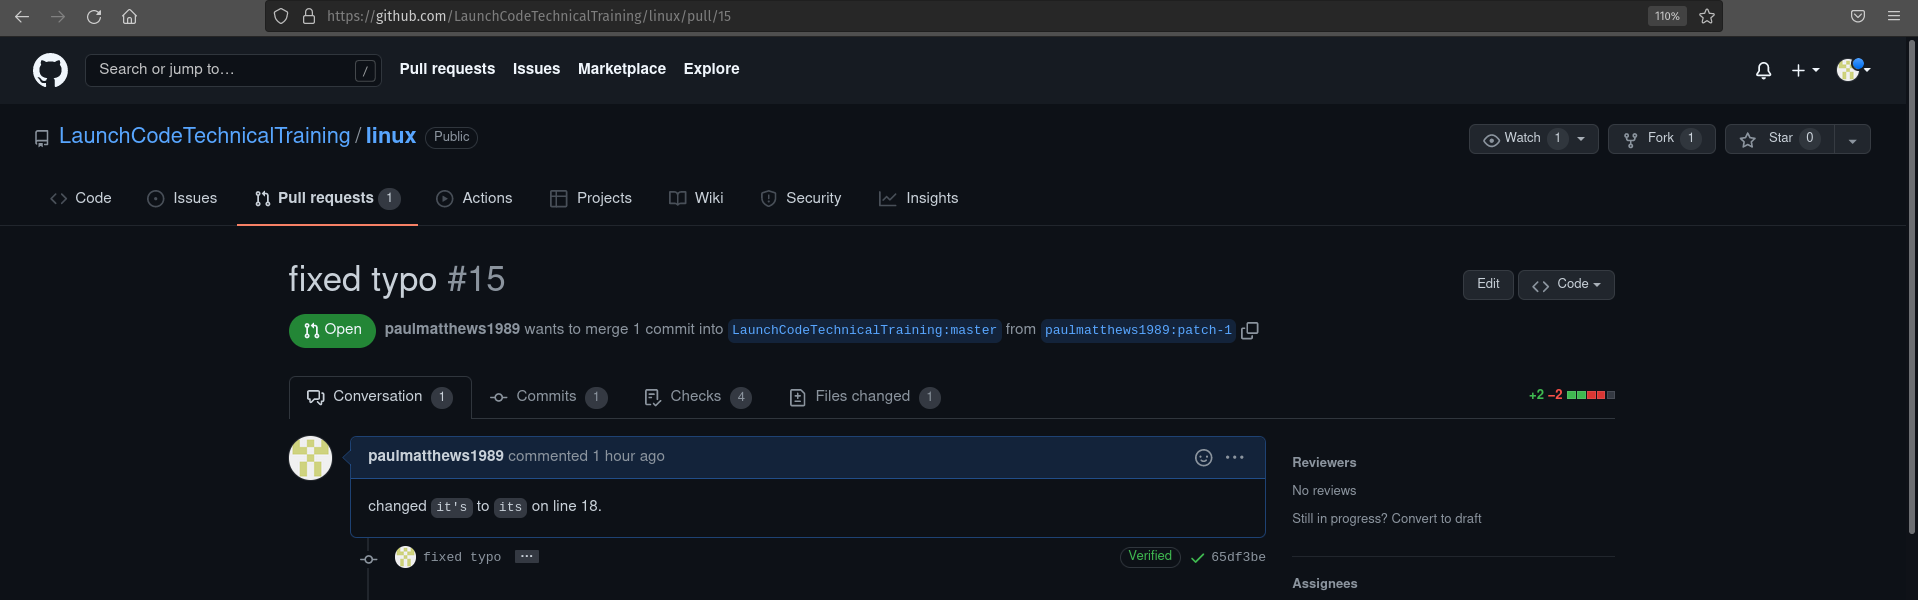 https://github.com/LaunchCodeTechnicalTraining/linux/pull/15 110%
Search or jump to… / Pull requests Issues Marketplace Explore
LaunchCodeTechnicalTraining / linux Public Watch 1 Fork 1 Star 0
Code Issues Pull requests 1 Actions Projects Wiki Security Insights
fixed typo #15 Edit Code
Open paulmatthews1989 wants to merge 1 commit into LaunchCodeTechnicalTraining:master from paulmatthews1989:patch-1
Conversation 1 Commits 1 Checks 4 Files changed 1 +2 −2
paulmatthews1989 commented 1 hour ago
changed it's to its on line 18.
fixed typo ... Verified 65df3be
Reviewers
No reviews
Still in progress? Convert to draft
Assignees